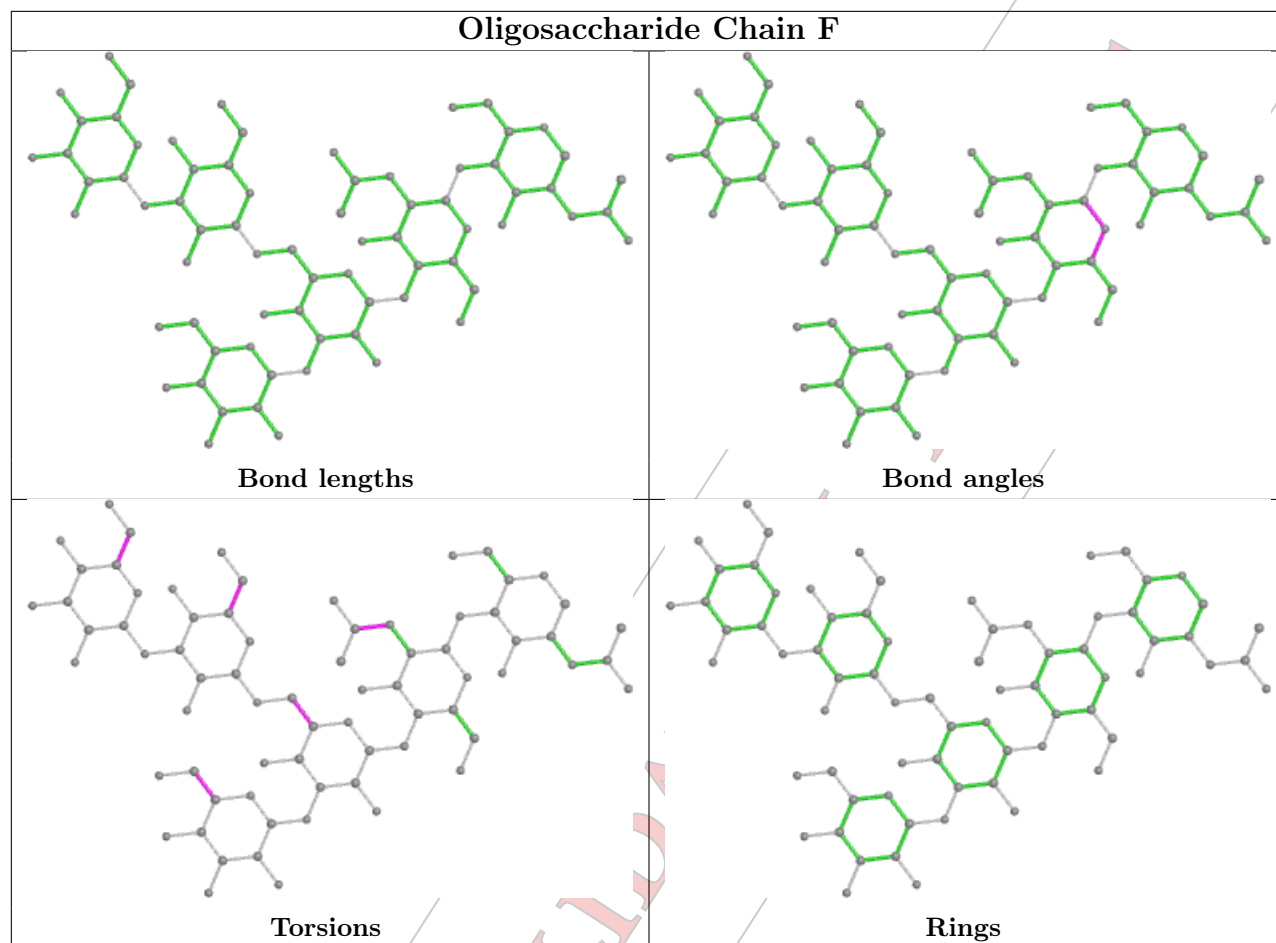 Oligosaccharide Chain F
Bond lengths
Bond angles
Torsions
Rings